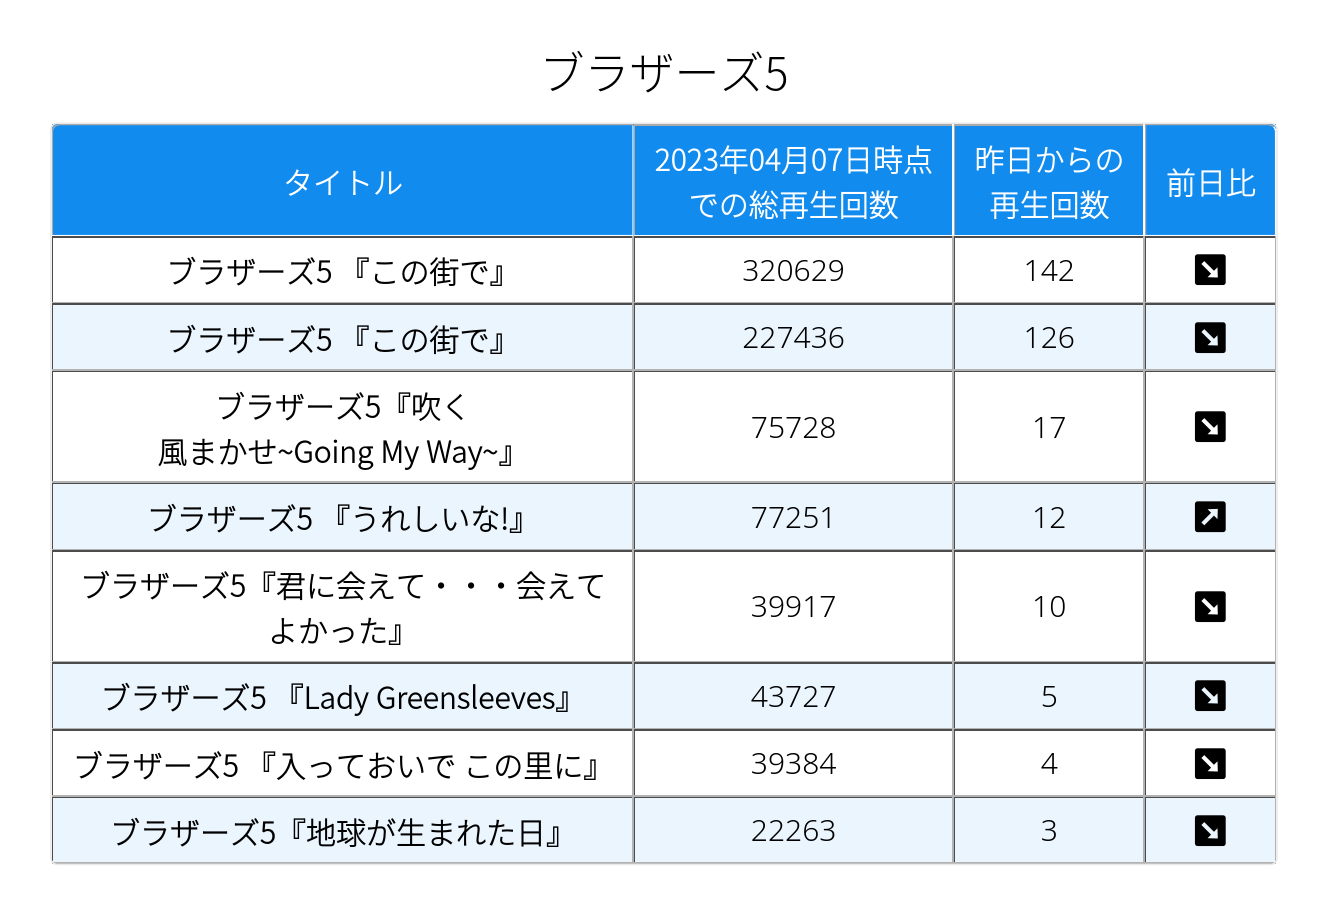 ブラザーズ5
タイトル
2023年04月07日時点
での総再生回数
昨日からの
再生回数
前日比
ブラザーズ5 『この街で』
320629
142
ブラザーズ5 『この街で』
227436
126
ブラザーズ5『吹く
風まかせ~Going My Way~』
75728
17
ブラザーズ5 『うれしいな!』
77251
12
ブラザーズ5『君に会えて・・・会えて
よかった』
39917
10
ブラザーズ5 『Lady Greensleeves』
43727
5
ブラザーズ5 『入っておいで この里に』
39384
4
ブラザーズ5『地球が生まれた日』
22263
3